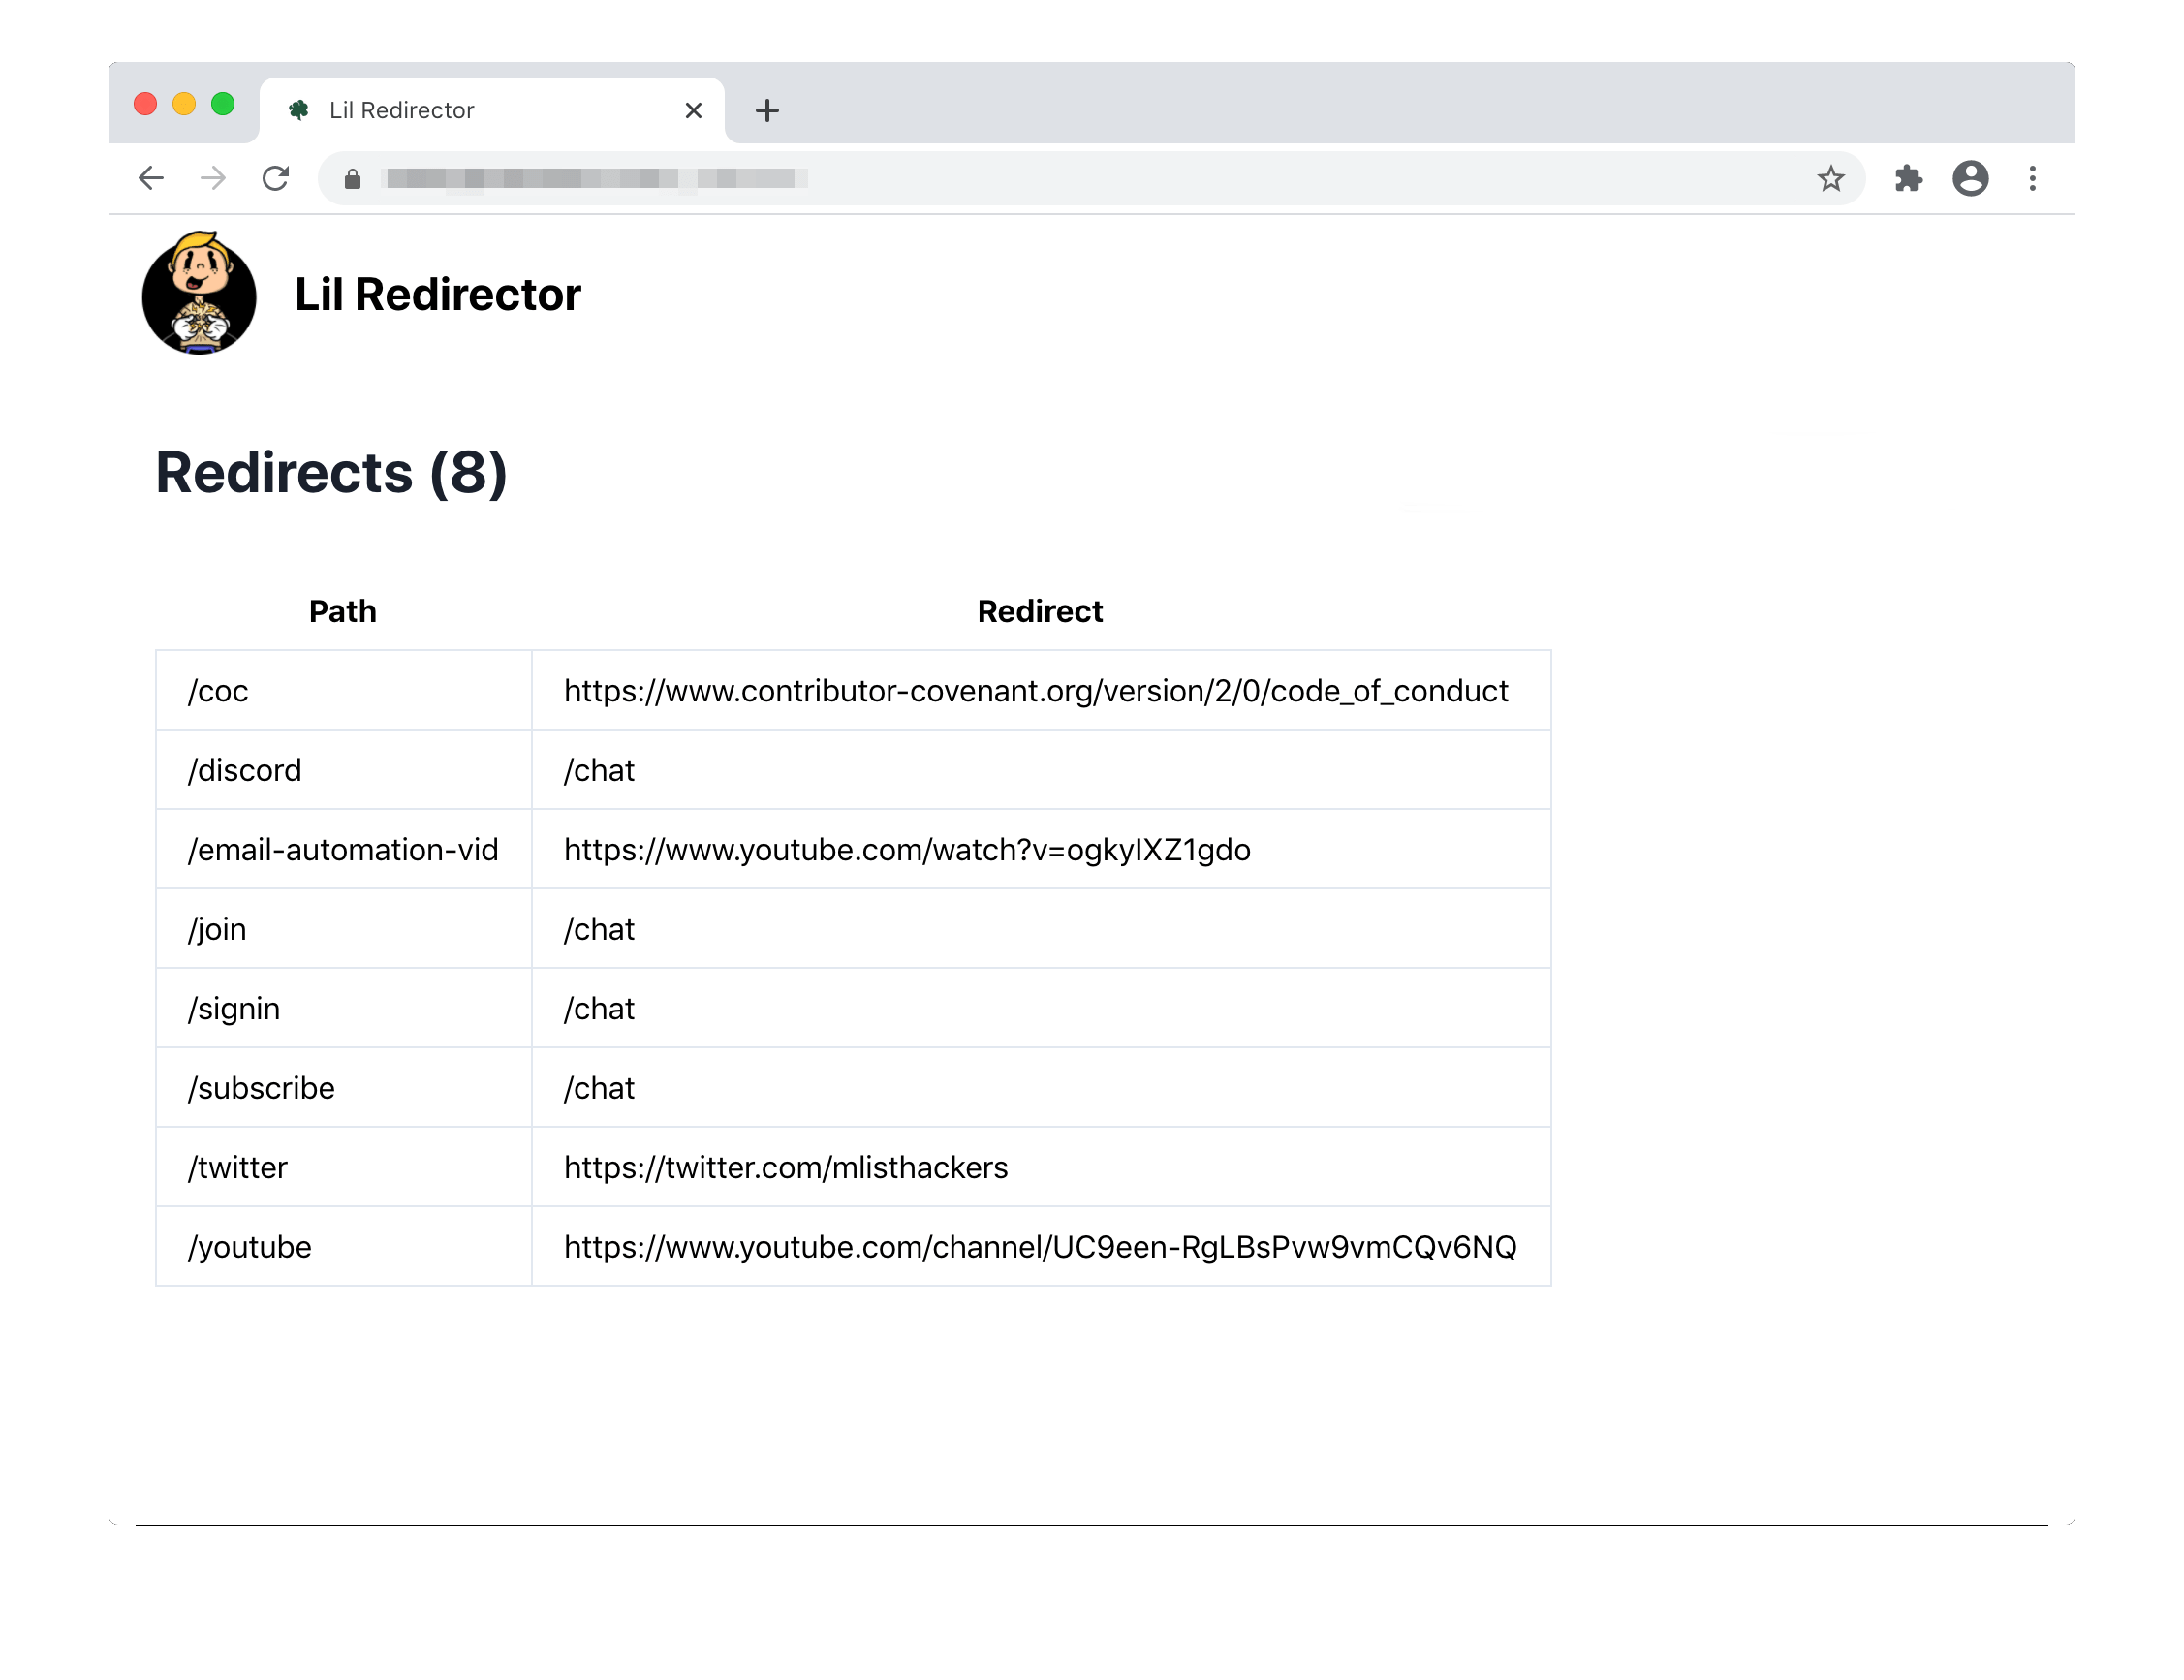 Lil Redirector
Lil Redirector
Redirects (8)
Path Redirect
/coc https://www.contributor-covenant.org/version/2/0/code_of_conduct
/discord /chat
/email-automation-vid https://www.youtube.com/watch?v=ogkyIXZ1gdo
/join /chat
/signin /chat
/subscribe /chat
/twitter https://twitter.com/mlisthackers
/youtube https://www.youtube.com/channel/UC9een-RgLBsPvw9vmCQv6NQ